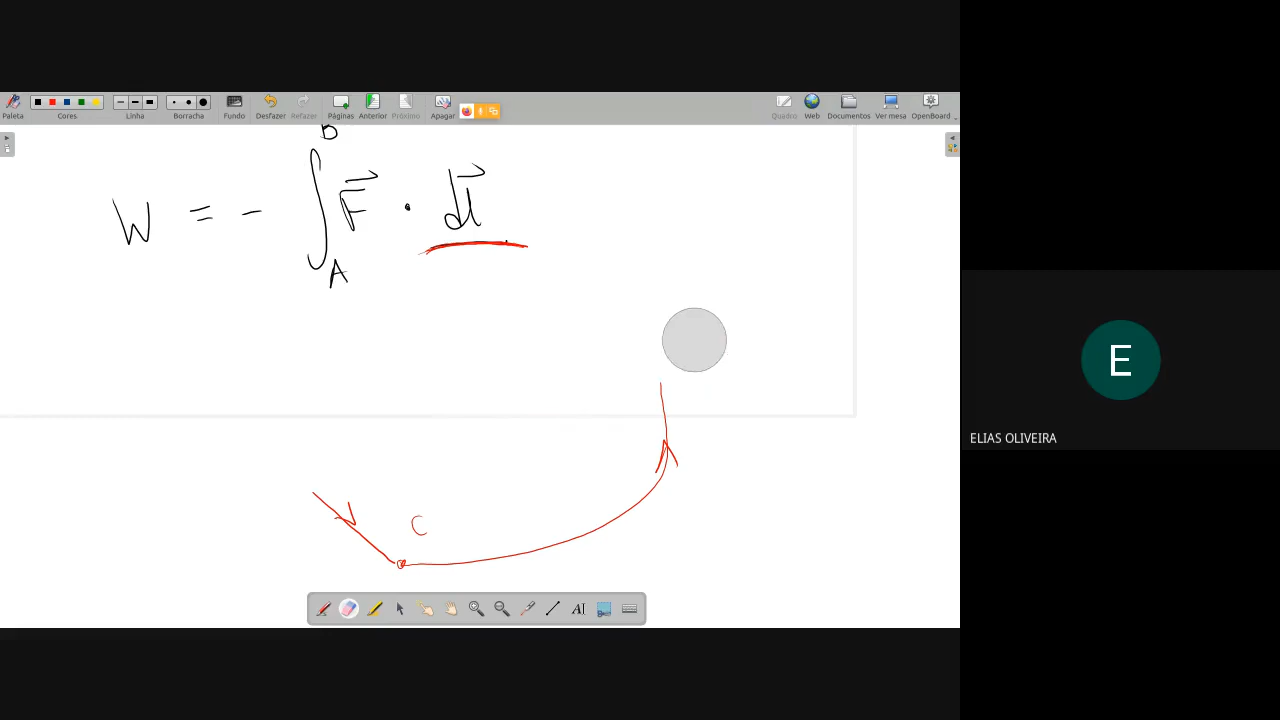 Paleta Cores Linha Borracha Fundo Desfazer Refazer Páginas Anterior Próximo Apagar Quadro Web Documentos Ver mesa OpenBoard
B
W = - ∫ F⃗ · dl⃗
A
C
E
ELIAS OLIVEIRA
AI